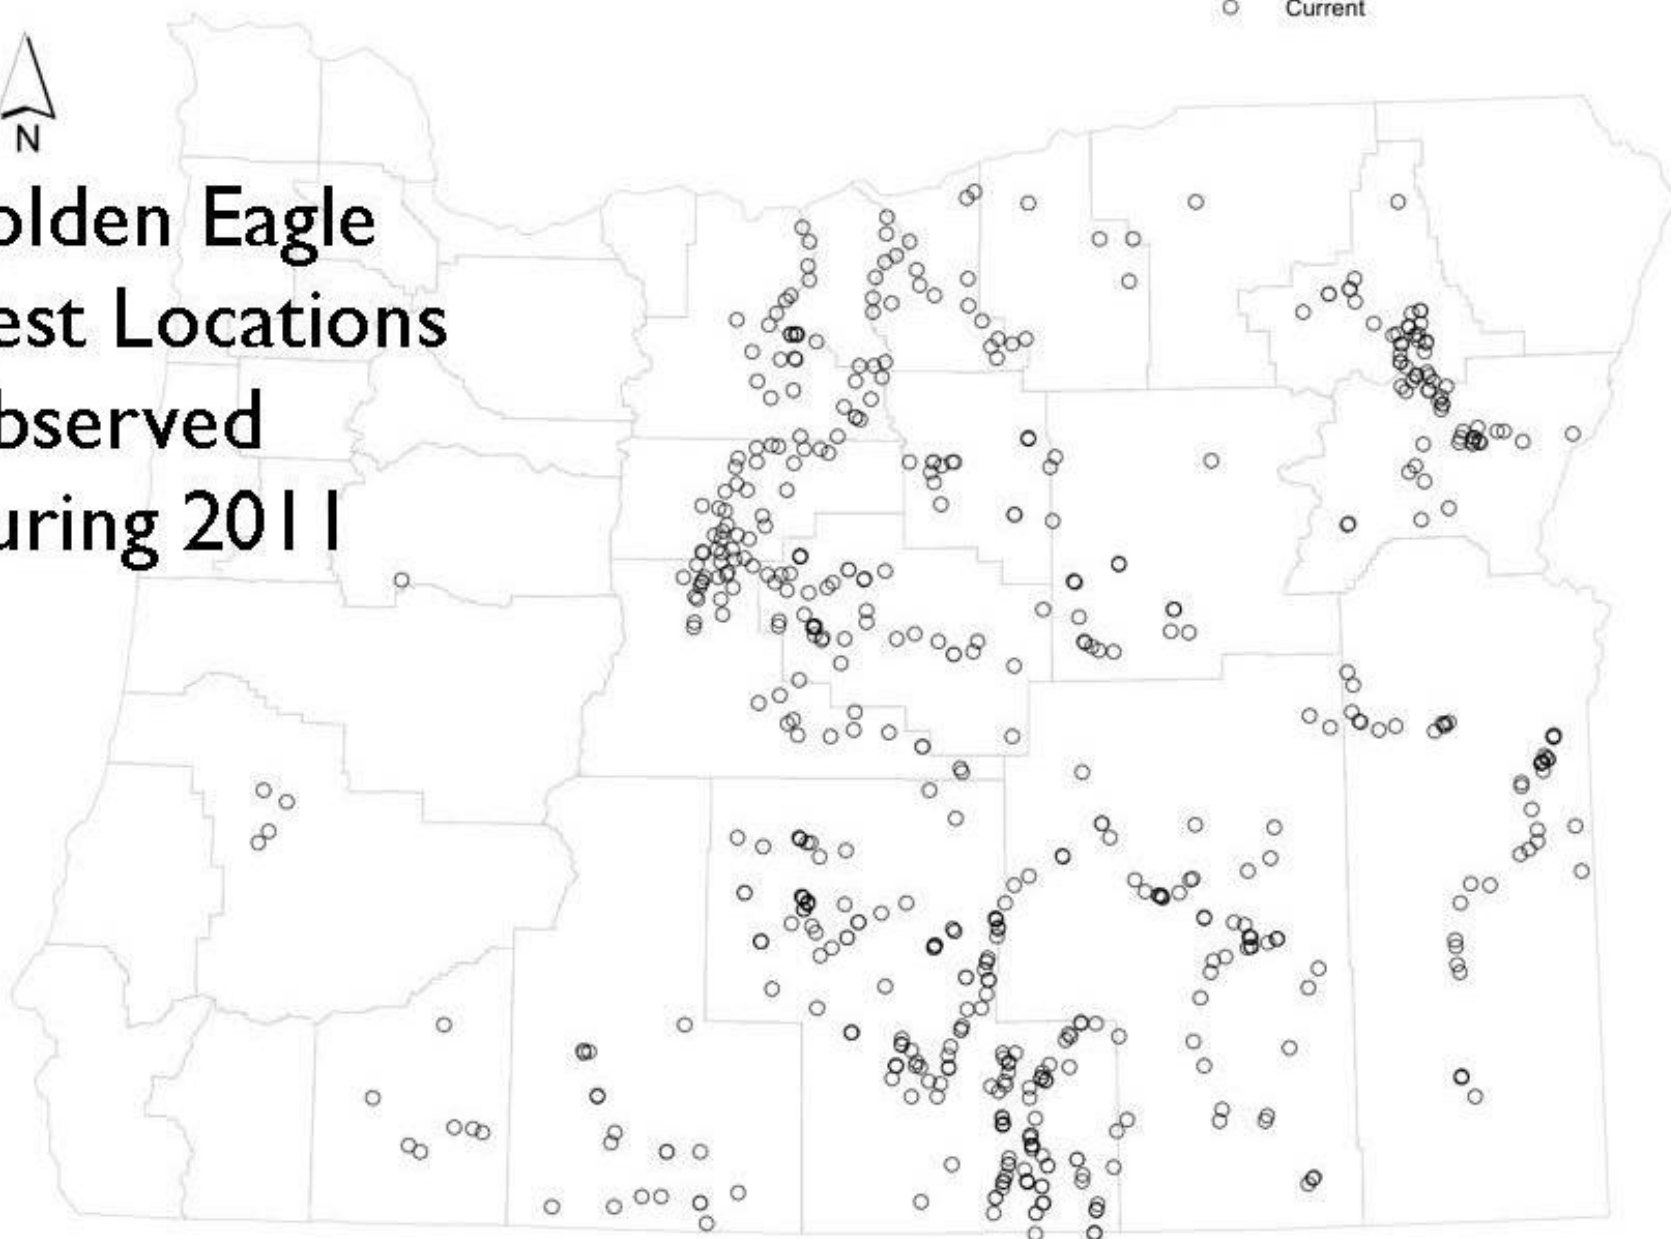 Current
N
olden Eagle
est Locations
bserved
uring 2011